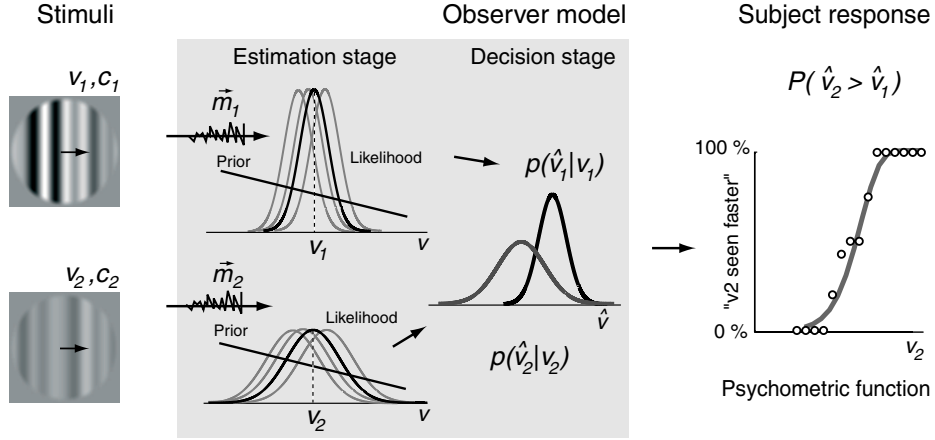 Stimuli
Observer model
Subject response
Estimation stage
Decision stage
v₁,c₁
m⃗₁
Prior
Likelihood
v₁
v
v₂,c₂
m⃗₂
Prior
Likelihood
v₂
v
p(v̂₁|v₁)
v̂
p(v̂₂|v₂)
P( v̂₂ > v̂₁)
100 %
"v2 seen faster"
0 %
v₂
Psychometric function